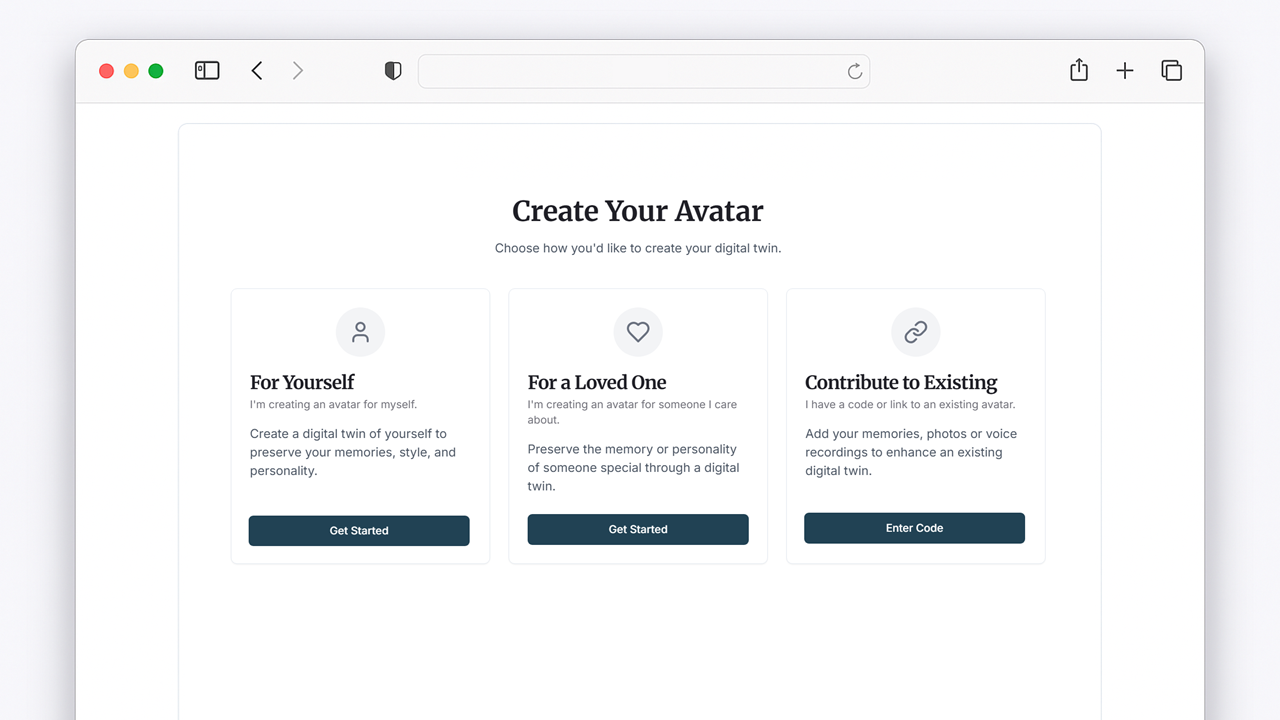 Create Your Avatar
Choose how you'd like to create your digital twin.
For Yourself
I'm creating an avatar for myself.
Create a digital twin of yourself to
preserve your memories, style, and
personality.
Get Started
For a Loved One
I'm creating an avatar for someone I care
about.
Preserve the memory or personality
of someone special through a digital
twin.
Get Started
Contribute to Existing
I have a code or link to an existing avatar.
Add your memories, photos or voice
recordings to enhance an existing
digital twin.
Enter Code